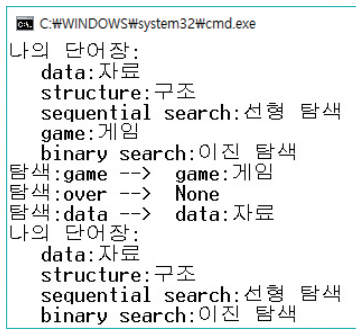 C:₩WINDOWS₩system32₩cmd.exe
나의 단어장:
data:자료
structure:구조
sequential search:선형 탐색
game:게임
binary search:이진 탐색
탐색:game --> game:게임
탐색:over --> None
탐색:data --> data:자료
나의 단어장:
data:자료
structure:구조
sequential search:선형 탐색
binary search:이진 탐색